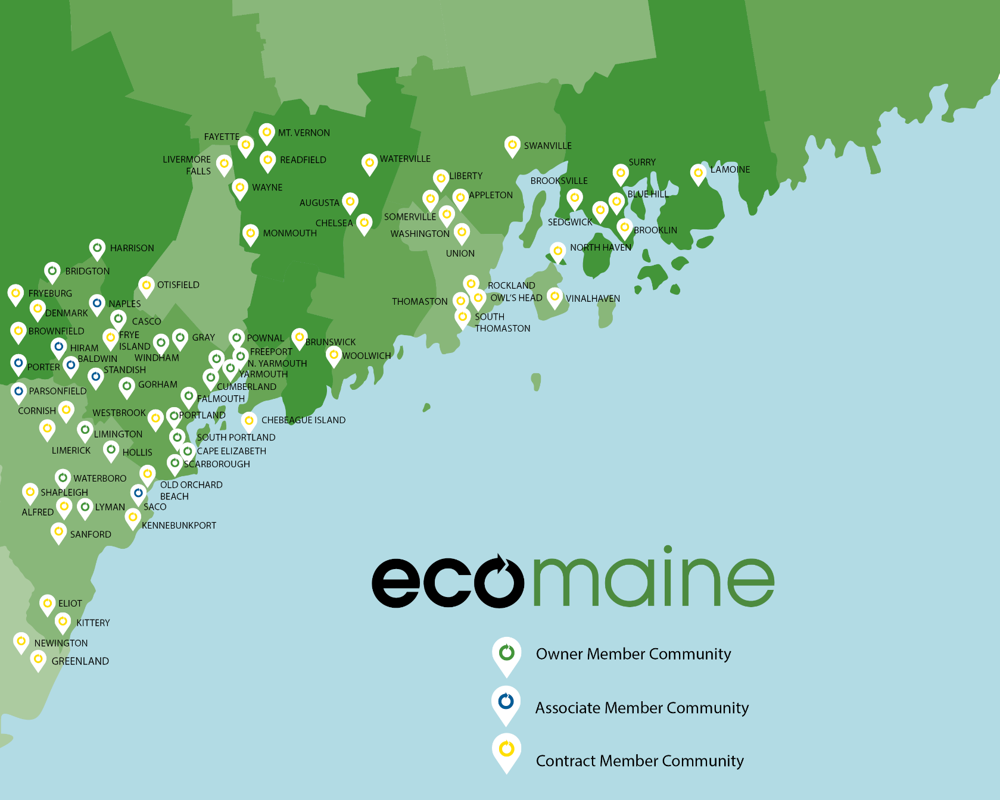 MT. VERNON
FAYETTE
SWANVILLE
LIVERMORE
FALLS
READFIELD
WATERVILLE
SURRY
LAMOINE
LIBERTY
BROOKSVILLE
WAYNE
APPLETON
BLUE HILL
AUGUSTA
SOMERVILLE
CHELSEA
SEDGWICK
BROOKLIN
MONMOUTH
WASHINGTON
HARRISON
NORTH HAVEN
UNION
BRIDGTON
OTISFIELD
ROCKLAND
FRYEBURG
OWL'S HEAD
VINALHAVEN
THOMASTON
NAPLES
DENMARK
CASCO
SOUTH
THOMASTON
BROWNFIELD
FRYE
ISLAND
GRAY
POWNAL
BRUNSWICK
HIRAM
FREEPORT
WOOLWICH
BALDWIN
WINDHAM
N. YARMOUTH
PORTER
STANDISH
YARMOUTH
GORHAM
CUMBERLAND
PARSONFIELD
FALMOUTH
CORNISH
WESTBROOK
PORTLAND
CHEBEAGUE ISLAND
LIMINGTON
SOUTH PORTLAND
LIMERICK
HOLLIS
CAPE ELIZABETH
SCARBOROUGH
WATERBORO
OLD ORCHARD
BEACH
SHAPLEIGH
ALFRED
LYMAN
SACO
KENNEBUNKPORT
SANFORD
ecomaine
ELIOT
KITTERY
NEWINGTON
GREENLAND
Owner Member Community
Associate Member Community
Contract Member Community